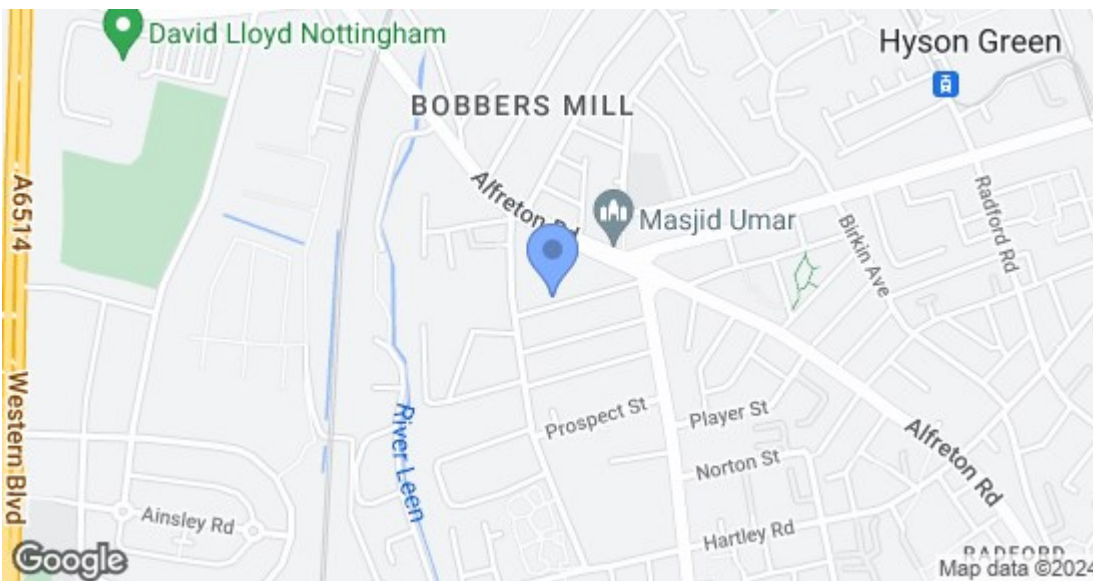 David Lloyd Nottingham
Hyson Green
BOBBERS MILL
Alfreton Rd
Masjid Umar
A6514
Radford Rd
Birkin Ave
Western Blvd
River Leen
Prospect St
Player St
Alfreton Rd
Norton St
Ainsley Rd
Hartley Rd
RADFORD
Google
Map data ©2024